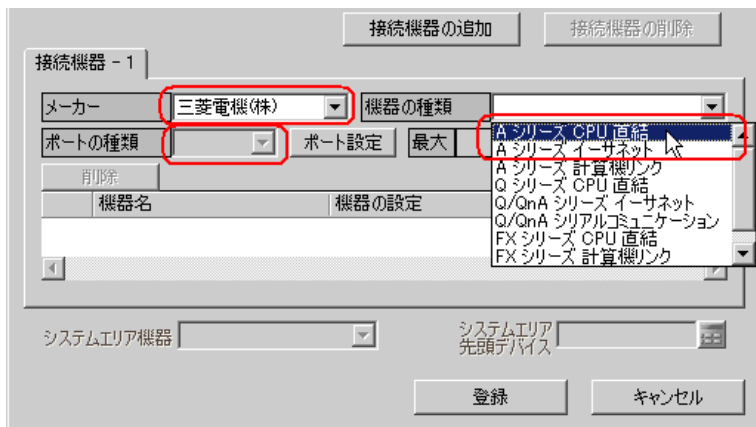 接続機器の追加 接続機器の削除
接続機器 - 1
メーカー 三菱電機(株) 機器の種類
ポートの種類 ポート設定 最大
A シリーズ CPU 直結
A シリーズ イーサネット
A シリーズ 計算機リンク
Q シリーズ CPU 直結
Q/QnA シリーズ イーサネット
Q/QnA シリアルコミュニケーション
FX シリーズ CPU 直結
FX シリーズ 計算機リンク
削除
機器名 機器の設定
システムエリア機器 システムエリア
先頭デバイス
登録 キャンセル